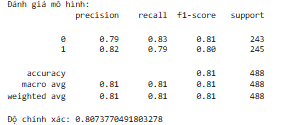 Đánh giá mô hình:
precision recall f1-score support
0 0.79 0.83 0.81 243
1 0.82 0.79 0.80 245
accuracy 0.81 488
macro avg 0.81 0.81 0.81 488
weighted avg 0.81 0.81 0.81 488
Độ chính xác: 0.8073770491803278